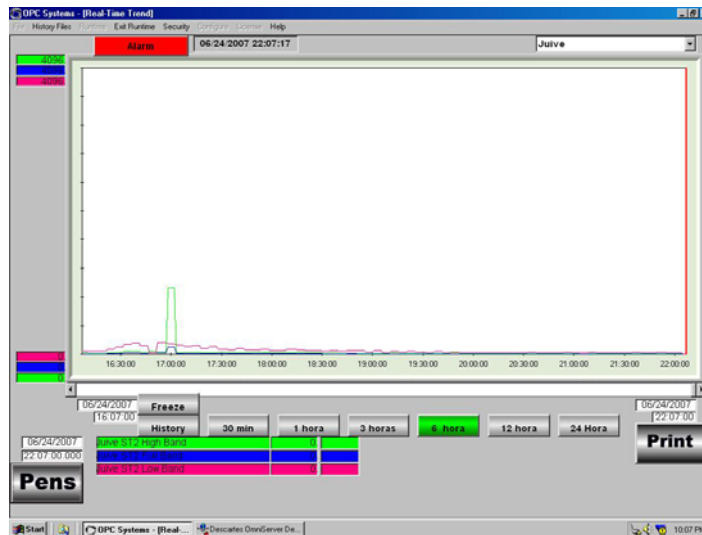 OPC Systems - [Real-Time Trend]
File History Files Runtime Exit Runtime Security Configure License Help
Alarm 06/24/2007 22:07:17 Juive
4096
4096
16:30:00 17:00:00 17:30:00 18:00:00 18:30:00 19:00:00 19:30:00 20:00:00 20:30:00 21:00:00 21:30:00 22:00:00
0
0
06/24/2007 Freeze 06/24/2007
16:07:00 History 30 min 1 hora 3 horas 6 hora 12 hora 24 Hora 22:07:00
06/24/2007 Juive ST2 High Band 0 Print
22:07:00.000 Juive ST2 Full Band 0
Juive ST2 Low Band 0
Pens
Start OPC Systems - [Real-... Descartes OmniServer De... 10:07 PM